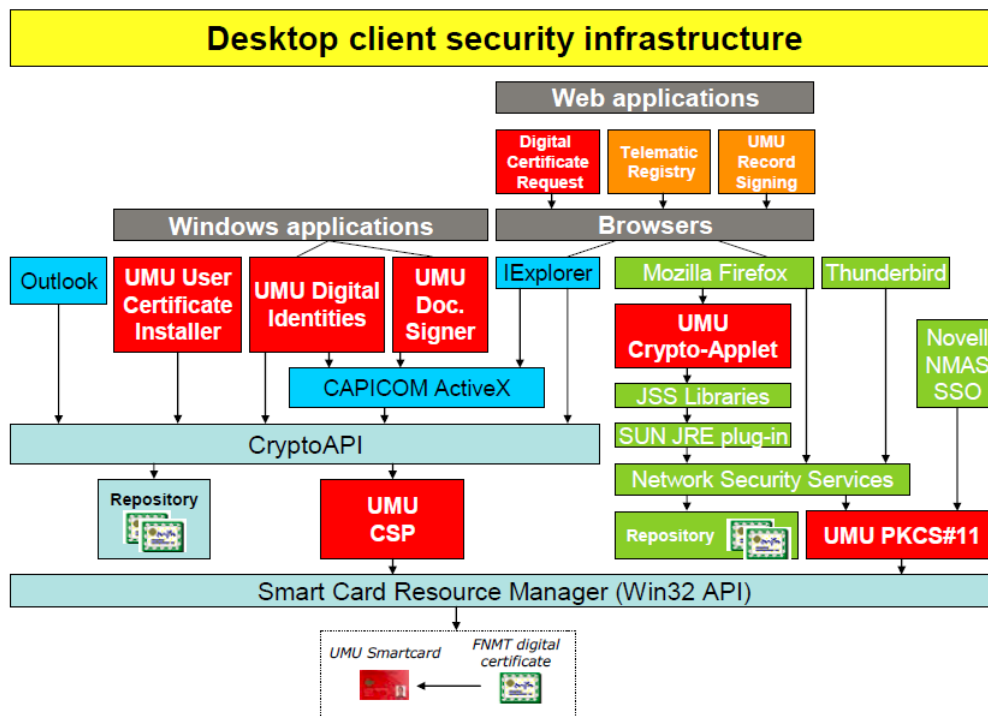 Desktop client security infrastructure
Web applications
Digital
Certificate
Request
Telematic
Registry
UMU
Record
Signing
Windows applications
Browsers
Outlook
UMU User
Certificate
Installer
UMU Digital
Identities
UMU
Doc.
Signer
IExplorer
Mozilla Firefox
Thunderbird
UMU
Crypto-Applet
Novell
NMAS
SSO
CAPICOM ActiveX
JSS Libraries
SUN JRE plug-in
CryptoAPI
Network Security Services
Repository
UMU
CSP
Repository
UMU PKCS#11
Smart Card Resource Manager (Win32 API)
UMU Smartcard
FNMT digital
certificate